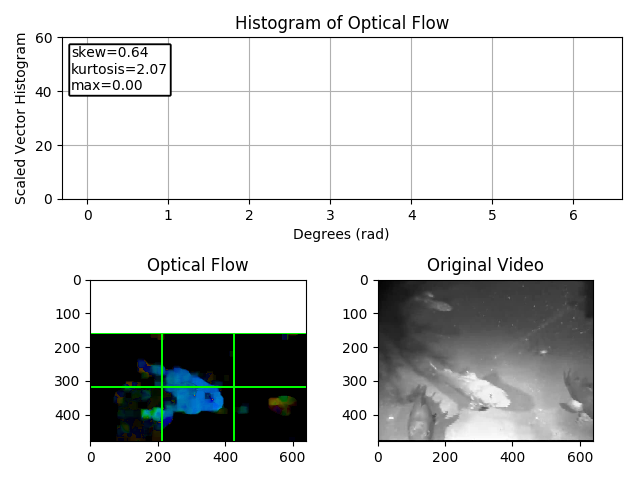 Histogram of Optical Flow
Scaled Vector Histogram
60
40
20
0
skew=0.64
kurtosis=2.07
max=0.00
0 1 2 3 4 5 6
Degrees (rad)
Optical Flow
0
100
200
300
400
0 200 400 600
Original Video
0
100
200
300
400
0 200 400 600